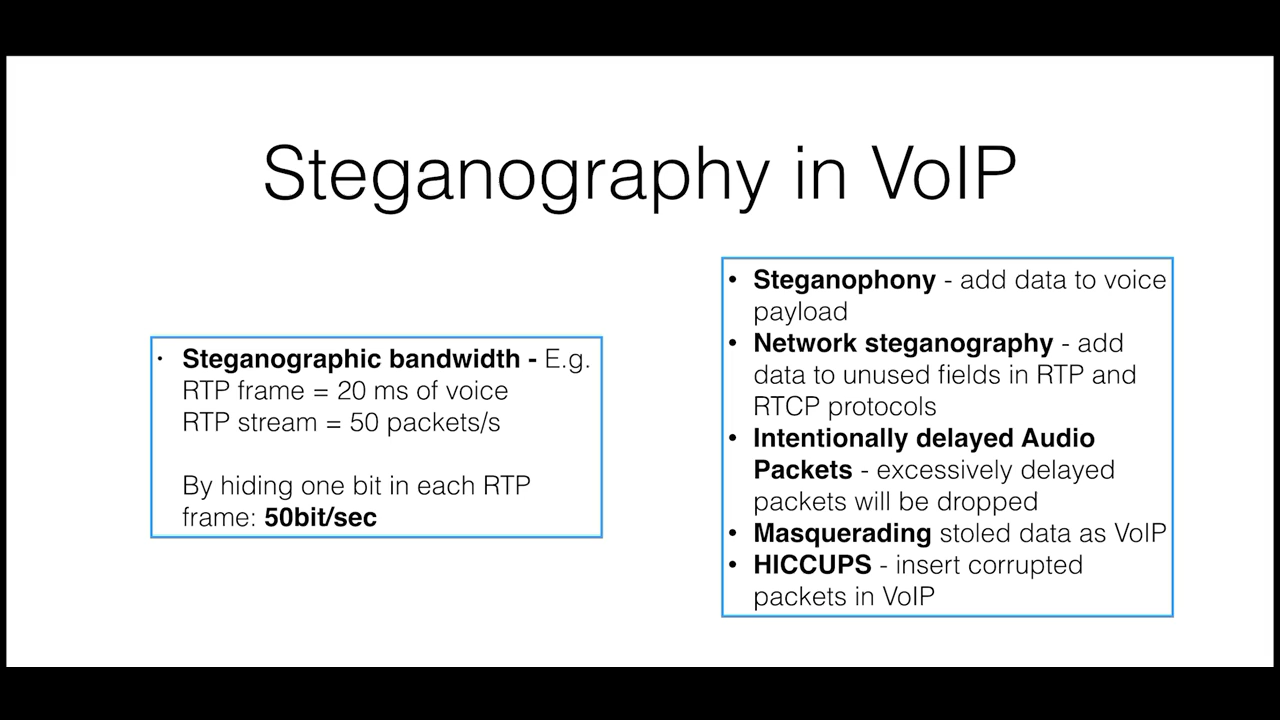 Steganography in VoIP
• Steganographic bandwidth - E.g.
RTP frame = 20 ms of voice
RTP stream = 50 packets/s
By hiding one bit in each RTP
frame: 50bit/sec
• Steganophony - add data to voice
payload
• Network steganography - add
data to unused fields in RTP and
RTCP protocols
• Intentionally delayed Audio
Packets - excessively delayed
packets will be dropped
• Masquerading stoled data as VoIP
• HICCUPS - insert corrupted
packets in VoIP